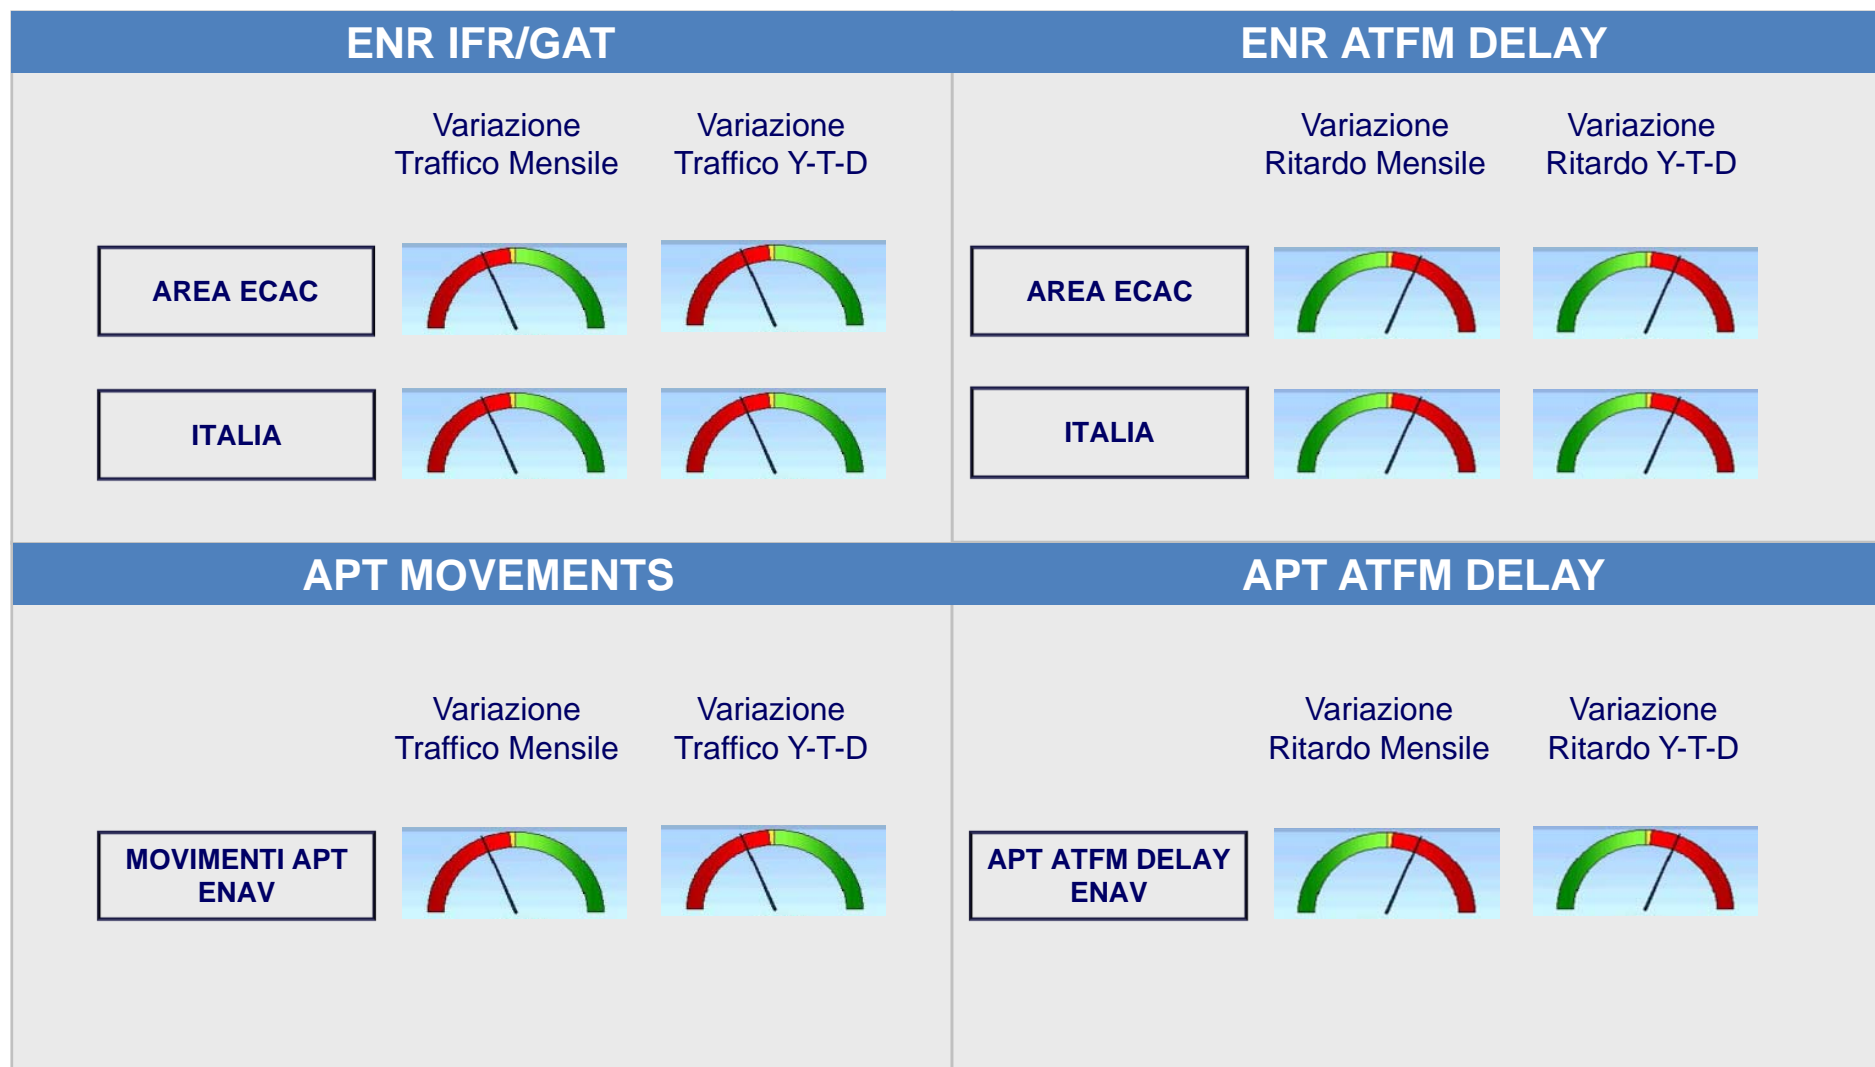 ENR IFR/GAT
Variazione
Traffico Mensile
Variazione
Traffico Y-T-D
AREA ECAC
ITALIA
ENR ATFM DELAY
Variazione
Ritardo Mensile
Variazione
Ritardo Y-T-D
AREA ECAC
ITALIA
APT MOVEMENTS
Variazione
Traffico Mensile
Variazione
Traffico Y-T-D
MOVIMENTI APT
ENAV
APT ATFM DELAY
Variazione
Ritardo Mensile
Variazione
Ritardo Y-T-D
APT ATFM DELAY
ENAV